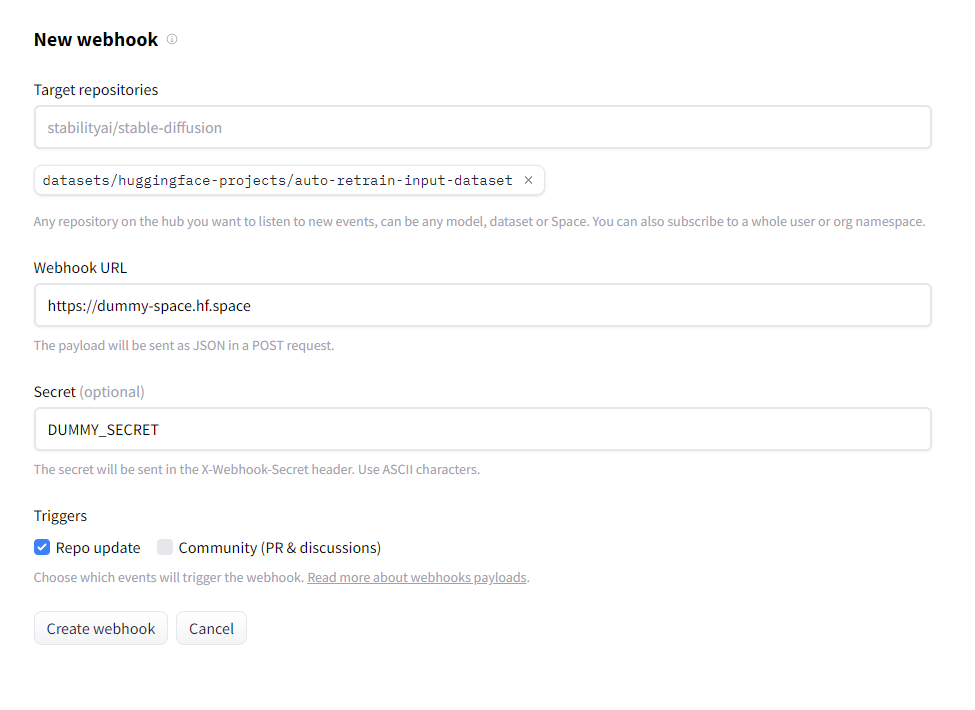 New webhook
Target repositories
stabilityai/stable-diffusion
datasets/huggingface-projects/auto-retrain-input-dataset ×
Any repository on the hub you want to listen to new events, can be any model, dataset or Space. You can also subscribe to a whole user or org namespace.
Webhook URL
https://dummy-space.hf.space
The payload will be sent as JSON in a POST request.
Secret (optional)
DUMMY_SECRET
The secret will be sent in the X-Webhook-Secret header. Use ASCII characters.
Triggers
Repo update Community (PR & discussions)
Choose which events will trigger the webhook. Read more about webhooks payloads.
Create webhook Cancel